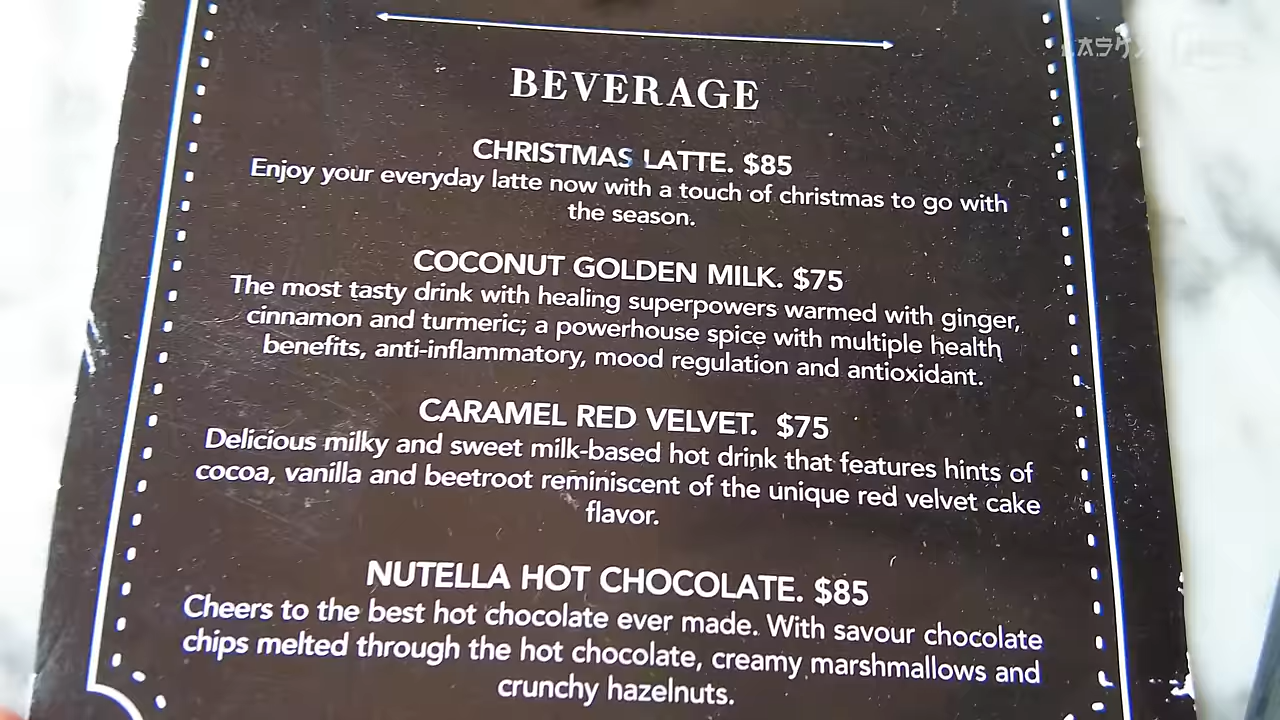 BEVERAGE
CHRISTMAS LATTE. $85
Enjoy your everyday latte now with a touch of christmas to go with
the season.
COCONUT GOLDEN MILK. $75
The most tasty drink with healing superpowers warmed with ginger,
cinnamon and turmeric; a powerhouse spice with multiple health
benefits, anti-inflammatory, mood regulation and antioxidant.
CARAMEL RED VELVET. $75
Delicious milky and sweet milk-based hot drink that features hints of
cocoa, vanilla and beetroot reminiscent of the unique red velvet cake
flavor.
NUTELLA HOT CHOCOLATE. $85
Cheers to the best hot chocolate ever made. With savour chocolate
chips melted through the hot chocolate, creamy marshmallows and
crunchy hazelnuts.